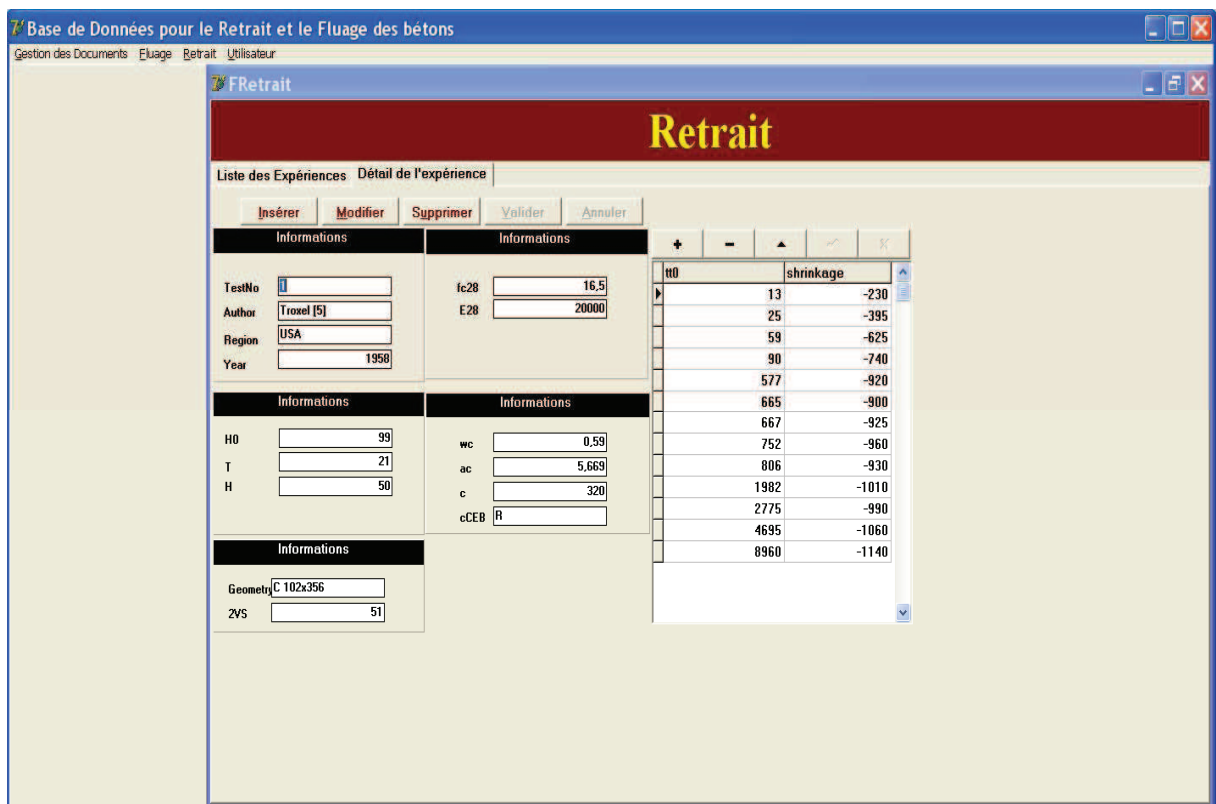 Base de Données pour le Retrait et le Fluage des bétons
Gestion des Documents Fluage Retrait Utilisateur
FRetrait
Retrait
Liste des Expériences Détail de l'expérience
Insérer Modifier Supprimer Valider Annuler
Informations
TestNo 1
Author Troxel [5]
Region USA
Year 1958
Informations
fc28 16,5
E28 20000
Informations
H0 99
T 21
H 50
Informations
wc 0,59
ac 5,669
c 320
cCEB R
Informations
Geometry C 102x356
2VS 51
tt0 shrinkage
13 -230
25 -395
59 -625
90 -740
577 -920
665 -900
667 -925
752 -960
806 -930
1982 -1010
2775 -990
4695 -1060
8960 -1140